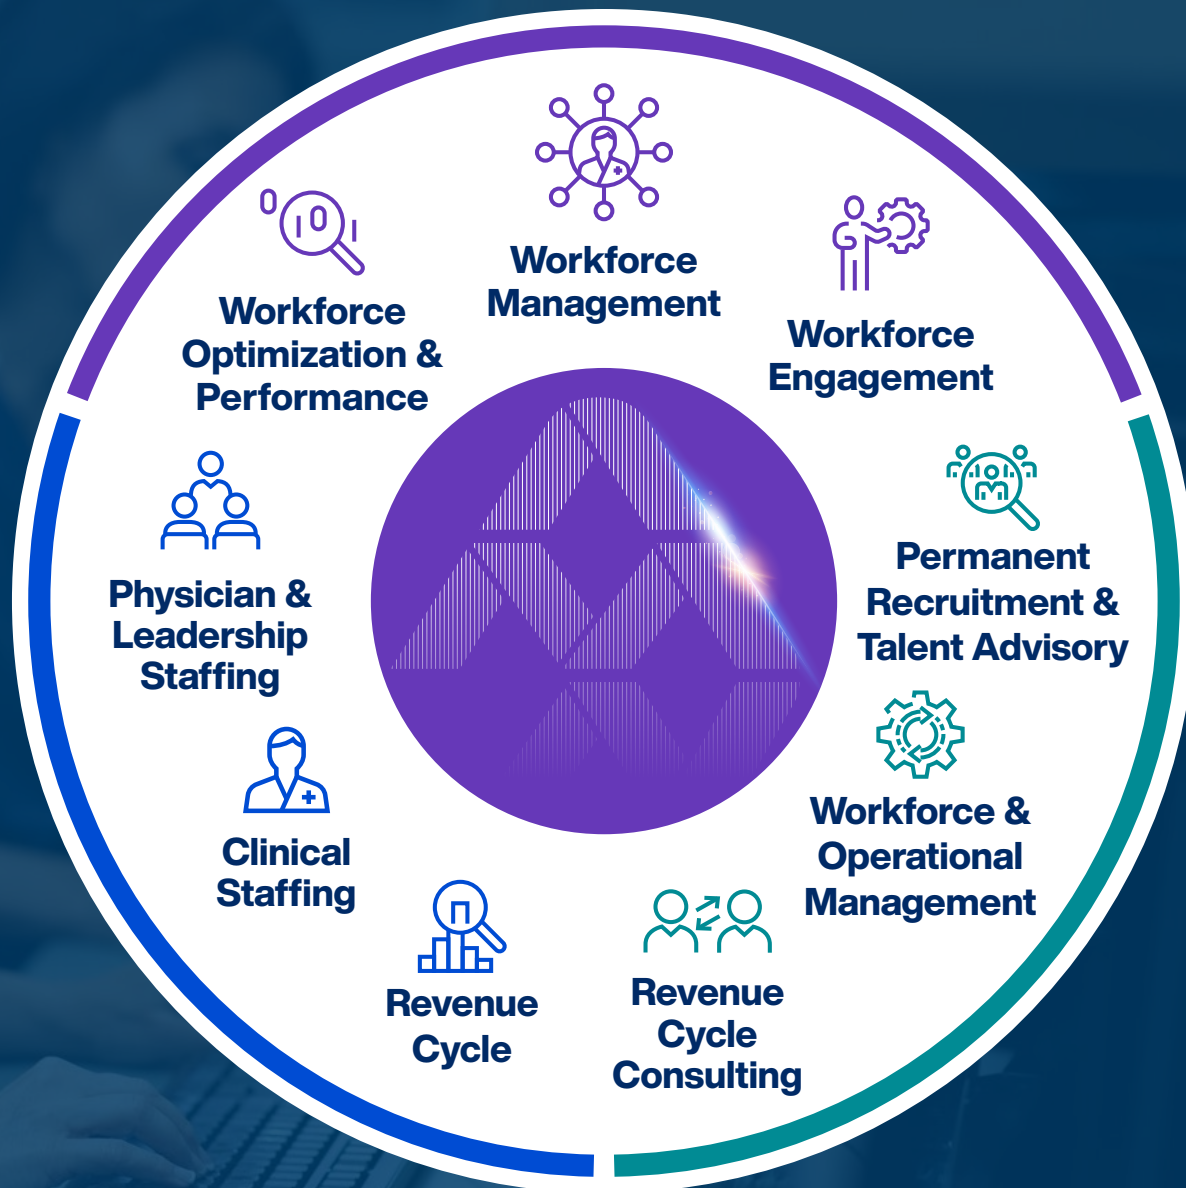 Workforce
Management
Workforce
Optimization &
Performance
Workforce
Engagement
Physician &
Leadership
Staffing
Permanent
Recruitment &
Talent Advisory
Clinical
Staffing
Workforce &
Operational
Management
Revenue
Cycle
Revenue
Cycle
Consulting